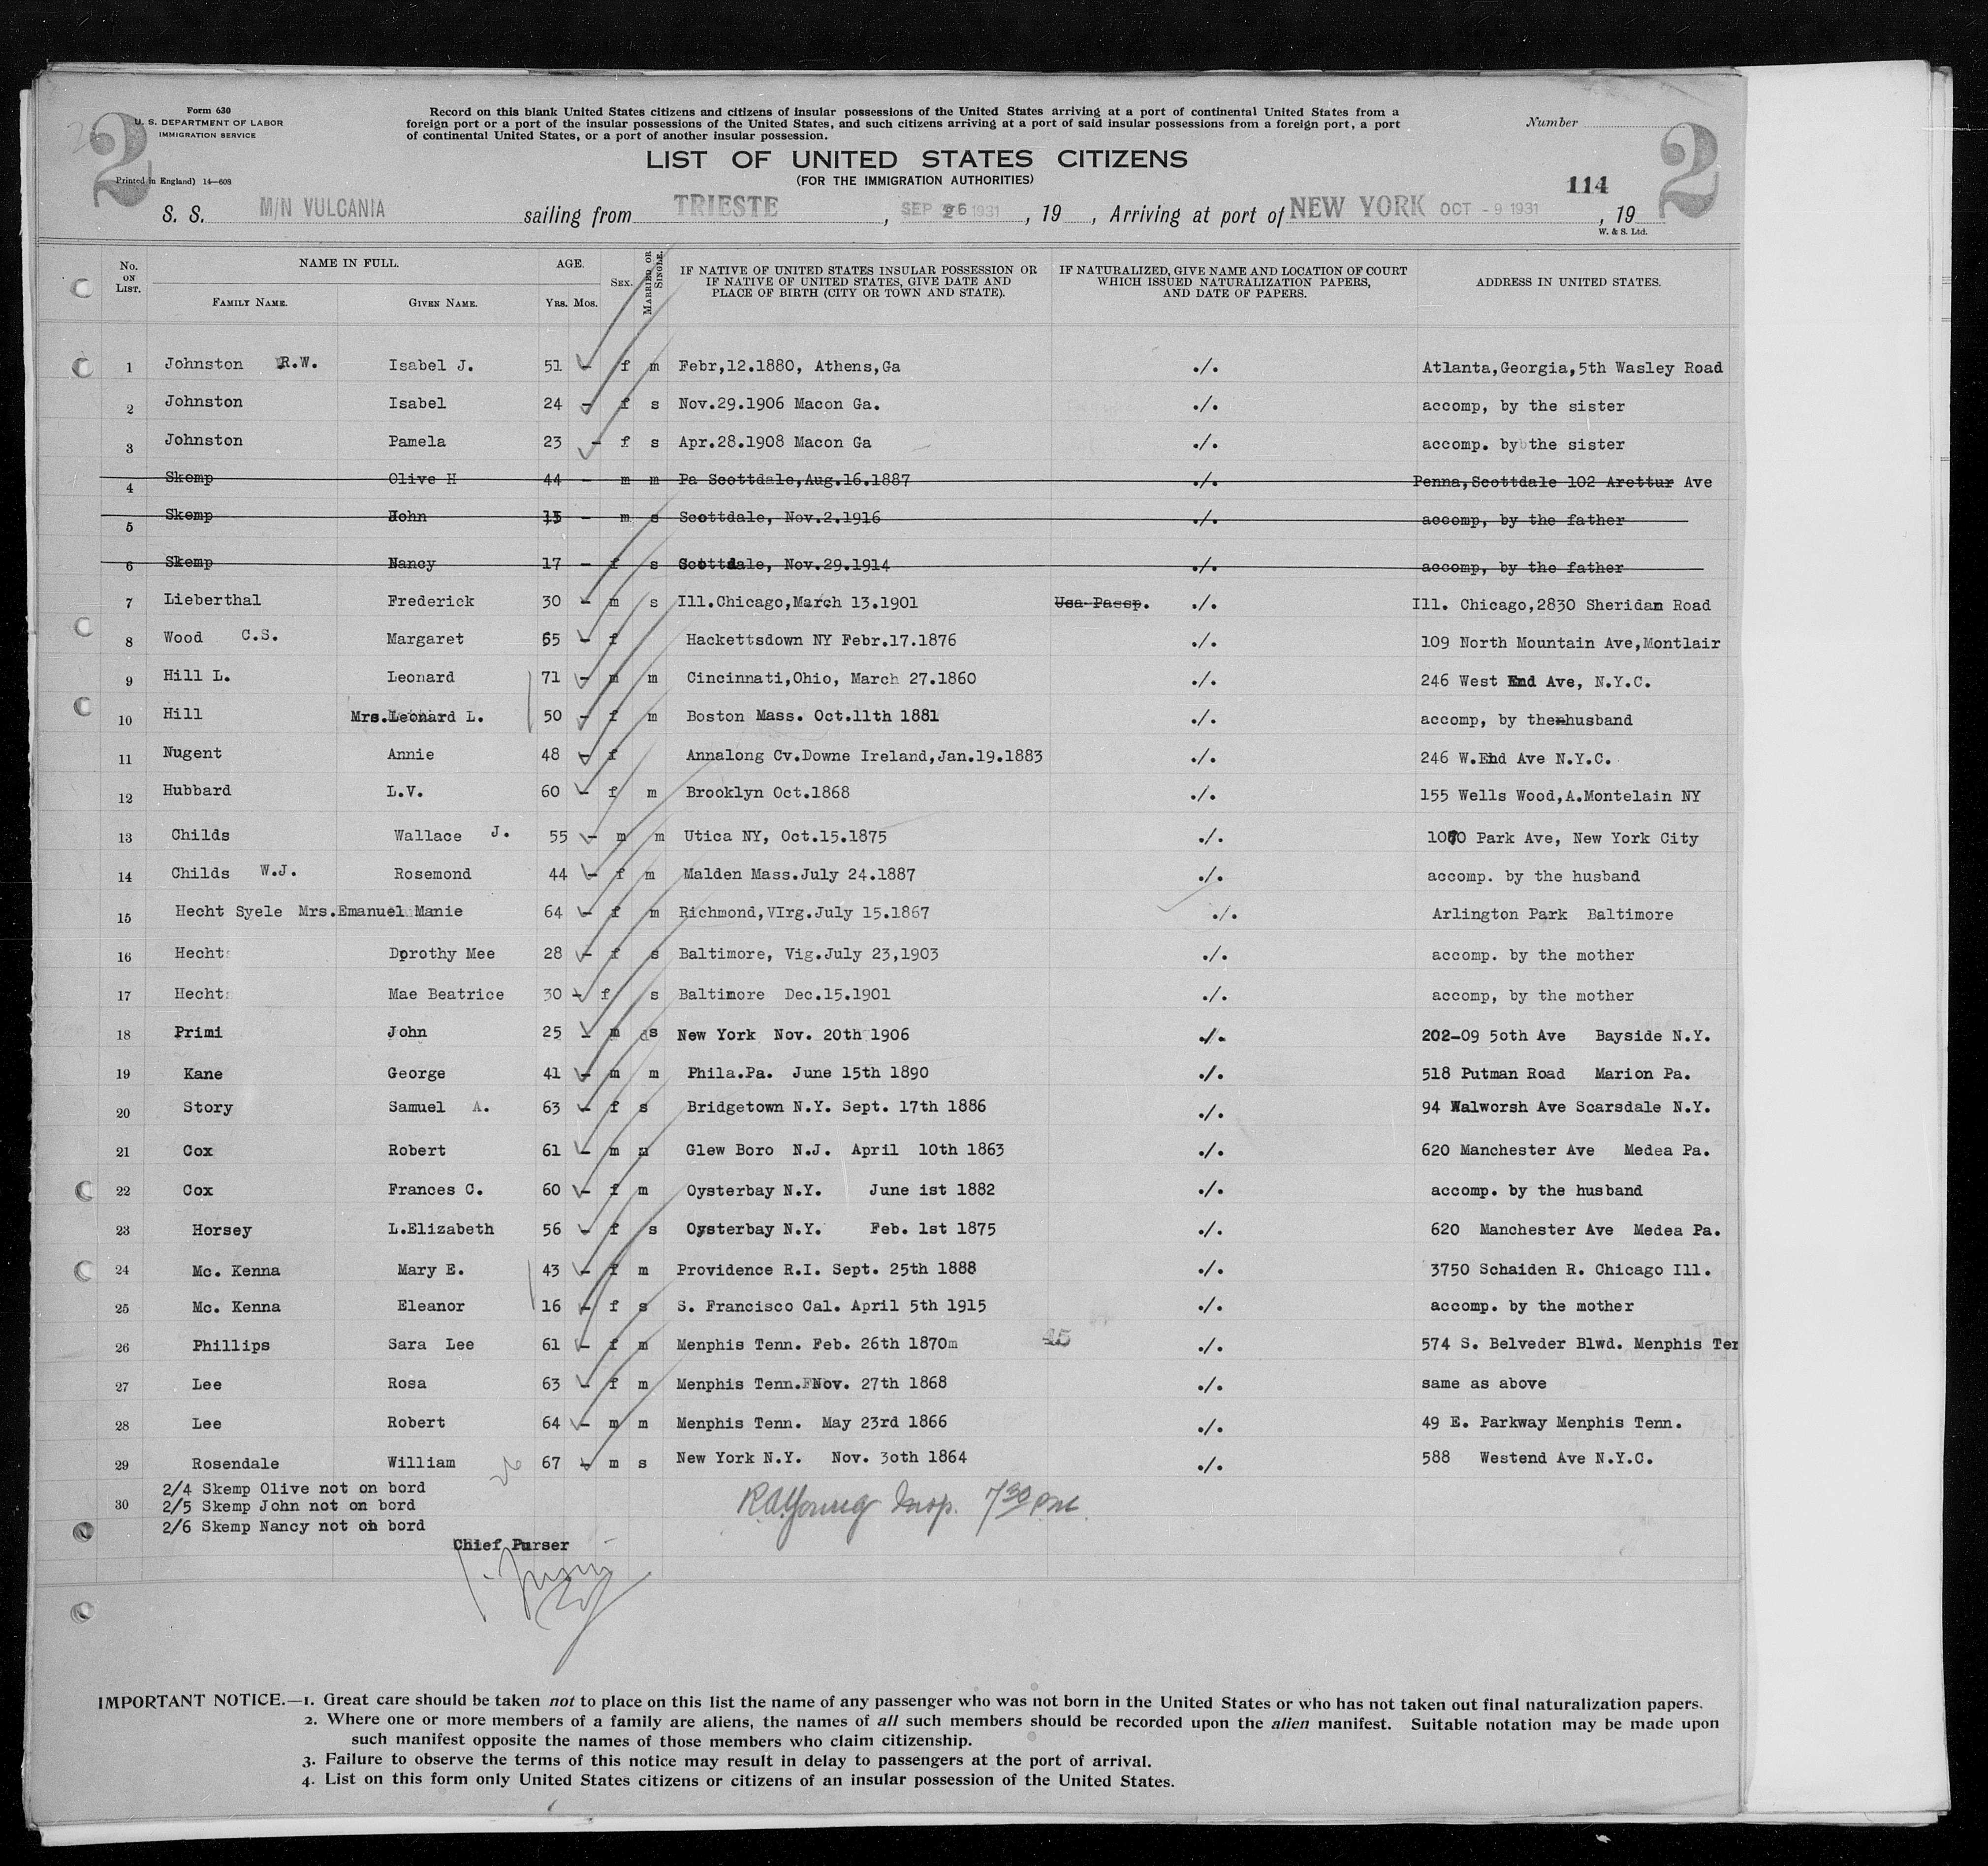 2
Form 630
U. S. DEPARTMENT OF LABOR
IMMIGRATION SERVICE
Printed in England) 14—608
Record on this blank United States citizens and citizens of insular possessions of the United States arriving at a port of continental United States from a
foreign port or a port of the insular possessions of the United States, and such citizens arriving at a port of said insular possessions from a foreign port, a port
of continental United States, or a port of another insular possession.
Number
2
LIST OF UNITED STATES CITIZENS
(FOR THE IMMIGRATION AUTHORITIES)
114
S. S. M/N VULCANIA sailing from TRIESTE , SEP 26 1931 , 19 , Arriving at port of NEW YORK OCT - 9 1931 , 19
W. & S. Ltd.
No. ON LIST. NAME IN FULL. FAMILY NAME. GIVEN NAME. AGE. YRS. MOS. SEX. MARRIED OR SINGLE. IF NATIVE OF UNITED STATES INSULAR POSSESSION OR IF NATIVE OF UNITED STATES, GIVE DATE AND PLACE OF BIRTH (CITY OR TOWN AND STATE). IF NATURALIZED, GIVE NAME AND LOCATION OF COURT WHICH ISSUED NATURALIZATION PAPERS, AND DATE OF PAPERS. ADDRESS IN UNITED STATES.
1 Johnston R.W. Isabel J. 51 - f m Febr,12.1880, Athens,Ga ./. Atlanta,Georgia,5th Wasley Road
2 Johnston Isabel 24 - f s Nov.29.1906 Macon Ga. ./. accomp, by the sister
3 Johnston Pamela 23 - f s Apr.28.1908 Macon Ga ./. accomp. by the sister
4 Skemp Olive H 44 - m m Pa Scottdale,Aug.16.1887 ./. Penna,Scottdale 102 Arettur Ave
5 Skemp John 15 - m s Scottdale, Nov.2.1916 ./. accomp, by the father
6 Skemp Nancy 17 - f s Scottdale, Nov.29.1914 ./. accomp, by the father
7 Lieberthal Frederick 30 - m s Ill.Chicago,March 13.1901 Usa Passp. ./. Ill. Chicago,2830 Sheridan Road
8 Wood C.S. Margaret 55 - f Hackettsdown NY Febr.17.1876 ./. 109 North Mountain Ave,Montlair
9 Hill L. Leonard 71 - m m Cincinnati,Ohio, March 27.1860 ./. 246 West End Ave, N.Y.C.
10 Hill Mrs.Leonard L. 50 - f m Boston Mass. Oct.11th 1881 ./. accomp, by the husband
11 Nugent Annie 48 - f Annalong Cv.Downe Ireland,Jan.19.1883 ./. 246 W.End Ave N.Y.C.
12 Hubbard L.V. 60 - f m Brooklyn Oct.1868 ./. 155 Wells Wood,A.Montelain NY
13 Childs Wallace J. 55 - m m Utica NY, Oct.15.1875 ./. Park Ave, New York City
14 Childs W.J. Rosemond 44 - f m Malden Mass.July 24.1887 ./. accomp. by the husband
15 Hecht Syele Mrs.Emanuel Manie 64 - f m Richmond,VIrg.July 15.1867 ./. Arlington Park Baltimore
16 Hecht Dorothy Mee 28 - f s Baltimore, Vig.July 23,1903 ./. accomp. by the mother
17 Hecht Mae Beatrice 30 - f s Baltinore Dec.15.1901 ./. accomp, by the mother
18 Primi John 25 - m s New York Nov. 20th 1906 ./. 202-09 5oth Ave Bayside N.Y.
19 Kane George 41 - m m Phila.Pa. June 15th 1890 ./. 518 Putman Road Marion Pa.
20 Story Samuel A. 63 - f s Bridgetown N.Y. Sept. 17th 1886 ./. 94 Walworsh Ave Scarsdale N.Y.
21 Cox Robert 61 - m m Glew Boro N.J. April 10th 1863 ./. 620 Manchester Ave Medea Pa.
22 Cox Frances C. 60 - f m Oysterbay N.Y. June ist 1882 ./. accomp. by the husband
23 Horsey L.Elizabeth 56 - f s Oysterbay N.Y. Feb. 1st 1875 ./. 620 Manchester Ave Medea Pa.
24 Mc. Kenna Mary E. 43 - f m Providence R.I. Sept. 25th 1888 ./. 3750 Schaiden R. Chicago Ill.
25 Mc. Kenna Eleanor 16 - f s S. Francisco Cal. April 5th 1915 ./. accomp. by the mother
26 Phillips Sara Lee 61 - f m Menphis Tenn. Feb. 26th 1870m 45 ./. 574 S. Belveder Blwd. Menphis Ten
27 Lee Rosa 63 - f m Menphis Tenn. Nov. 27th 1868 ./. same as above
28 Lee Robert 64 - m m Menphis Tenn. May 23rd 1866 ./. 49 E. Parkway Menphis Tenn.
29 Rosendale William 26 67 - m s New York N.Y. Nov. 3oth 1864 ./. 588 Westend Ave N.Y.C.
2/4 Skemp Olive not on bord
30 2/5 Skemp John not on bord R.A.Young Insp. 7 30 PM.
2/6 Skemp Nancy not on bord
Chief Purser
IMPORTANT NOTICE.—1. Great care should be taken not to place on this list the name of any passenger who was not born in the United States or who has not taken out final naturalization papers.
2. Where one or more members of a family are aliens, the names of all such members should be recorded upon the alien manifest. Suitable notation may be made upon
such manifest opposite the names of those members who claim citizenship.
3. Failure to observe the terms of this notice may result in delay to passengers at the port of arrival.
4. List on this form only United States citizens or citizens of an insular possession of the United States.